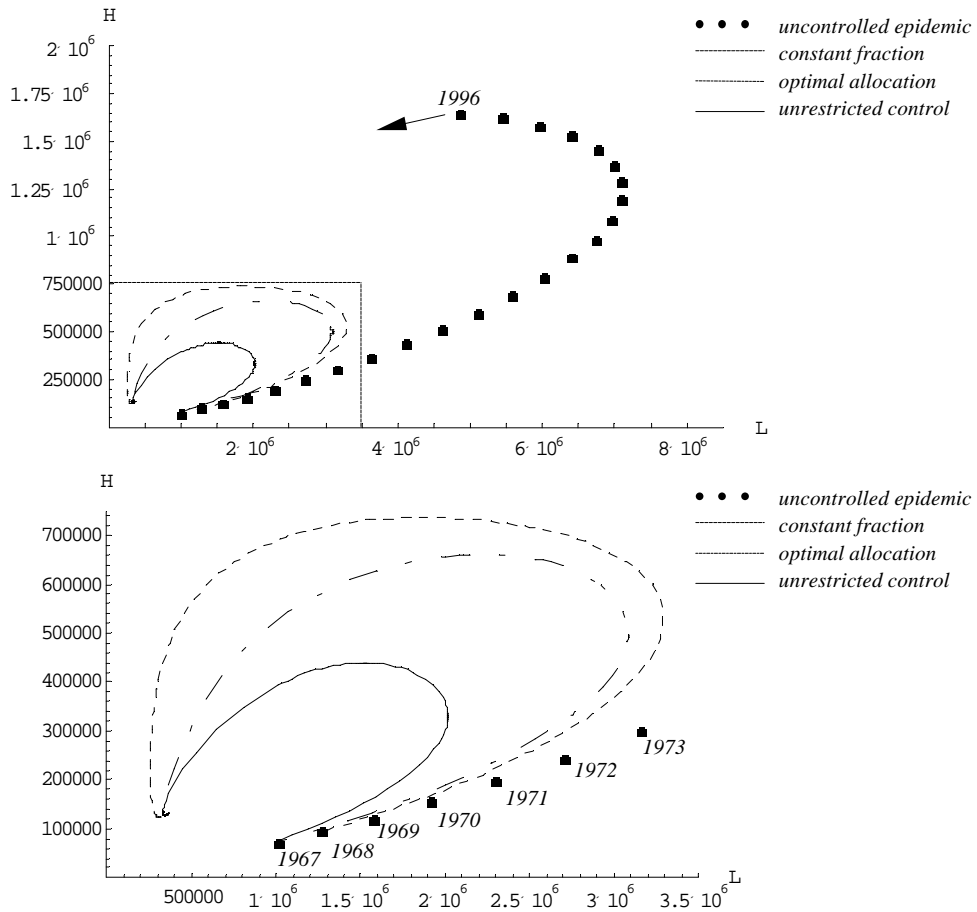 H
uncontrolled epidemic
constant fraction
optimal allocation
unrestricted control
2· 10^6
1.75· 10^6
1.5· 10^6
1.25· 10^6
1· 10^6
750000
500000
250000
1996
2· 10^6 4· 10^6 6· 10^6 8· 10^6
L
H
uncontrolled epidemic
constant fraction
optimal allocation
unrestricted control
700000
600000
500000
400000
300000
200000
100000
1967 1968 1969 1970 1971 1972 1973
500000 1· 10^6 1.5· 10^6 2· 10^6 2.5· 10^6 3· 10^6 3.5· 10^6
L